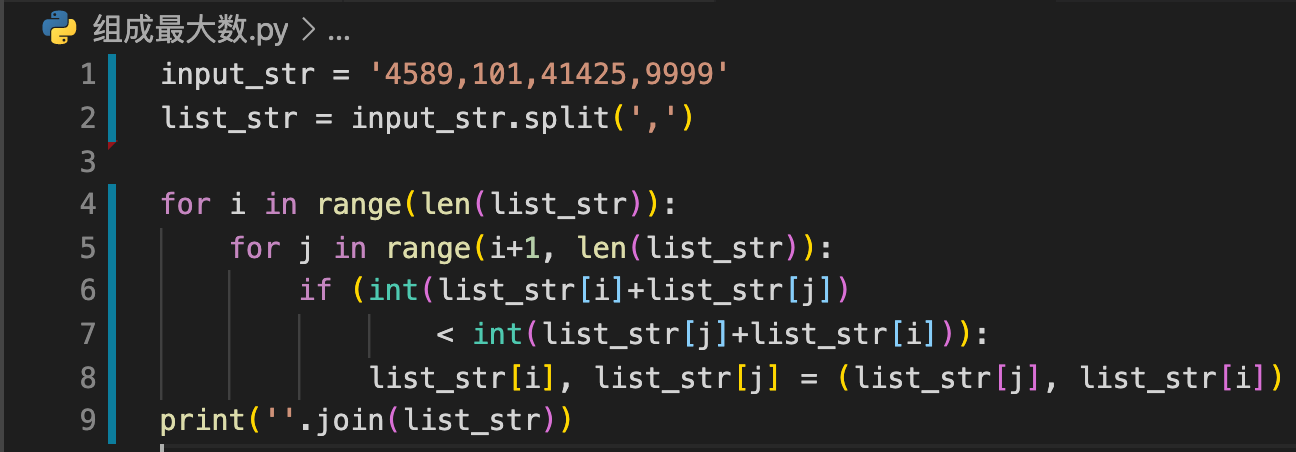 组成最大数.py > ...
1 input_str = '4589,101,41425,9999'
2 list_str = input_str.split(',')
3
4 for i in range(len(list_str)):
5     for j in range(i+1, len(list_str)):
6         if (int(list_str[i]+list_str[j])
7                 < int(list_str[j]+list_str[i])):
8             list_str[i], list_str[j] = (list_str[j], list_str[i])
9 print(''.join(list_str))